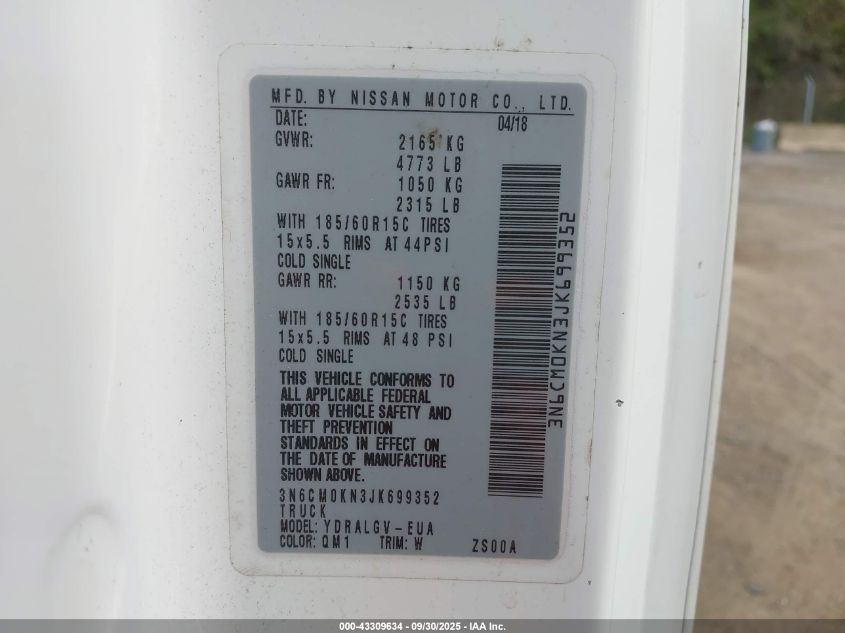 MFD. BY NISSAN MOTOR CO., LTD.
DATE: 04/18
GVWR: 2165 KG
4773 LB
GAWR FR: 1050 KG
2315 LB
WITH 185/60R15C TIRES
15x5.5 RIMS AT 44PSI
COLD SINGLE
GAWR RR: 1150 KG
2535 LB
WITH 185/60R15C TIRES
15x5.5 RIMS AT 48 PSI
COLD SINGLE
THIS VEHICLE CONFORMS TO
ALL APPLICABLE FEDERAL
MOTOR VEHICLE SAFETY AND
THEFT PREVENTION
STANDARDS IN EFFECT ON
THE DATE OF MANUFACTURE
SHOWN ABOVE.
3N6CM0KN3JK699352
TRUCK
MODEL: YDRALGV-EUA
COLOR: QM1 TRIM: W ZS00A
3N6CM0KN3JK699352
000-43309634 - 09/30/2025 - IAA Inc.